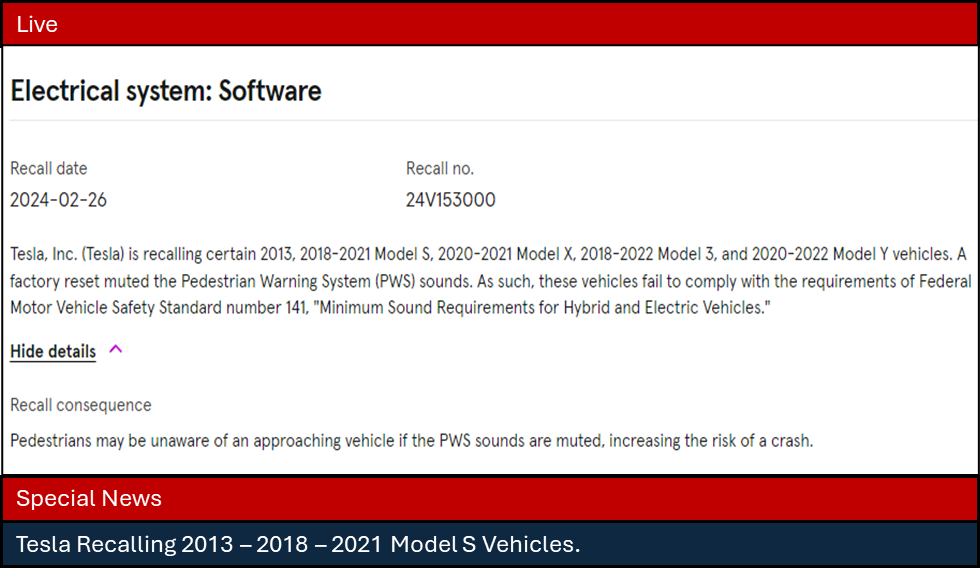 Live
Electrical system: Software
Recall date Recall no.
2024-02-26 24V153000
Tesla, Inc. (Tesla) is recalling certain 2013, 2018-2021 Model S, 2020-2021 Model X, 2018-2022 Model 3, and 2020-2022 Model Y vehicles. A
factory reset muted the Pedestrian Warning System (PWS) sounds. As such, these vehicles fail to comply with the requirements of Federal
Motor Vehicle Safety Standard number 141, "Minimum Sound Requirements for Hybrid and Electric Vehicles."
Hide details
Recall consequence
Pedestrians may be unaware of an approaching vehicle if the PWS sounds are muted, increasing the risk of a crash.
Special News
Tesla Recalling 2013 – 2018 – 2021 Model S Vehicles.